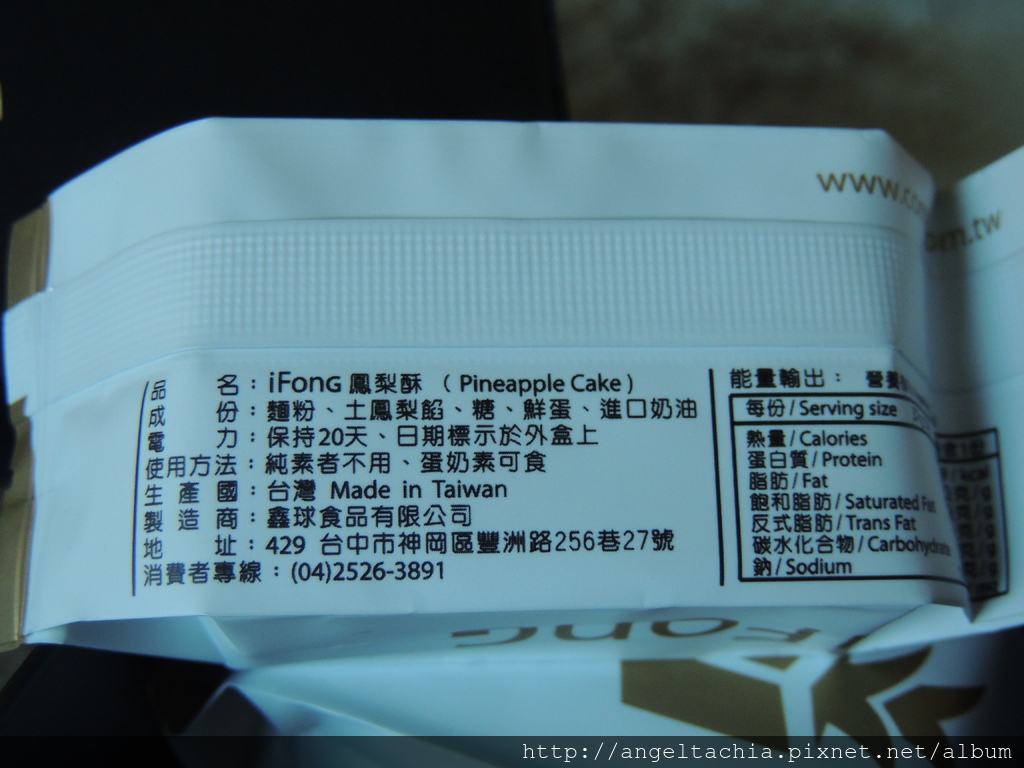 www.
om.tw
品名：iFong 鳳梨酥 ( Pineapple Cake )
成份：麵粉、土鳳梨餡、糖、鮮蛋、進口奶油
電力：保持20天、日期標示於外盒上
使用方法：純素者不用、蛋奶素可食
生產國：台灣 Made in Taiwan
製造商：鑫球食品有限公司
地址：429 台中市神岡區豐洲路256巷27號
消費者專線：(04)2526-3891
能量輸出： 營養
每份/Serving size
熱量/Calories
蛋白質/Protein
脂肪/Fat
飽和脂肪/Saturated Fat
反式脂肪/Trans Fat
碳水化合物/Carbohydrate
鈉/Sodium
iFong
http://angeltachia.pixnet.net/album